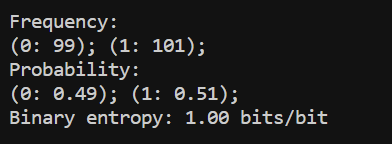 Frequency:
(0: 99); (1: 101);
Probability:
(0: 0.49); (1: 0.51);
Binary entropy: 1.00 bits/bit